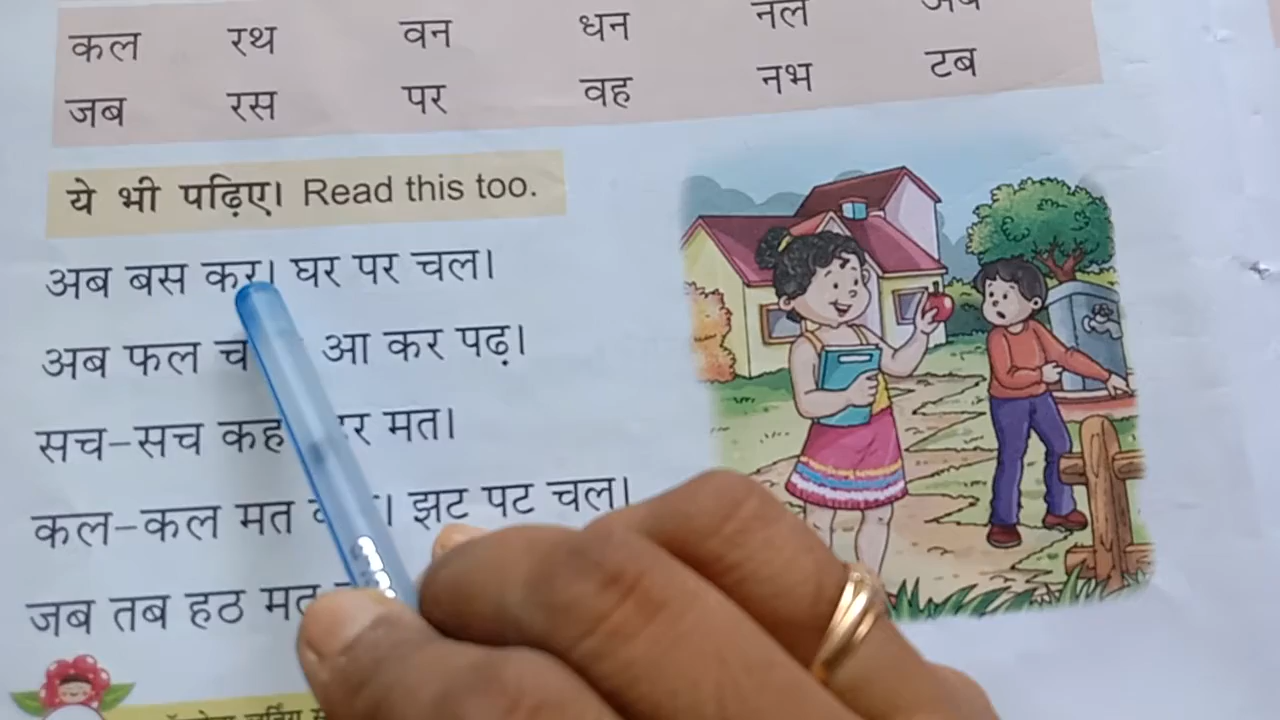 कल रथ वन धन नल
जब रस पर वह नभ टब
ये भी पढ़िए। Read this too.
अब बस कर। घर पर चल।
अब फल आ कर पढ़।
सच-सच कह मत।
कल-कल मत झट पट चल।
जब तब हठ मत